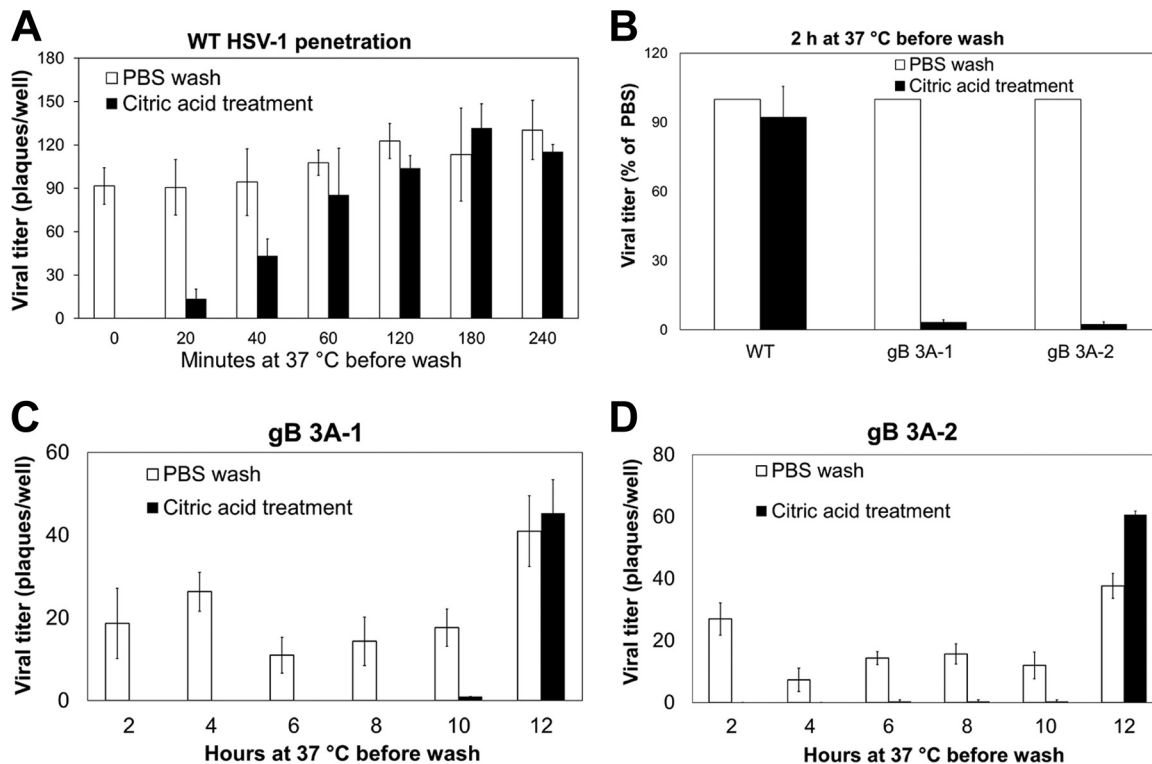 A
WT HSV-1 penetration
Viral titer (plaques/well)
180
150
120
90
60
30
0
PBS wash
Citric acid treatment
0 20 40 60 120 180 240
Minutes at 37 °C before wash
B
2 h at 37 °C before wash
Viral titer (% of PBS)
120
90
60
30
0
PBS wash
Citric acid treatment
WT gB 3A-1 gB 3A-2
C
gB 3A-1
Viral titer (plaques/well)
60
40
20
0
PBS wash
Citric acid treatment
2 4 6 8 10 12
Hours at 37 °C before wash
D
gB 3A-2
Viral titer (plaques/well)
80
60
40
20
0
PBS wash
Citric acid treatment
2 4 6 8 10 12
Hours at 37 °C before wash